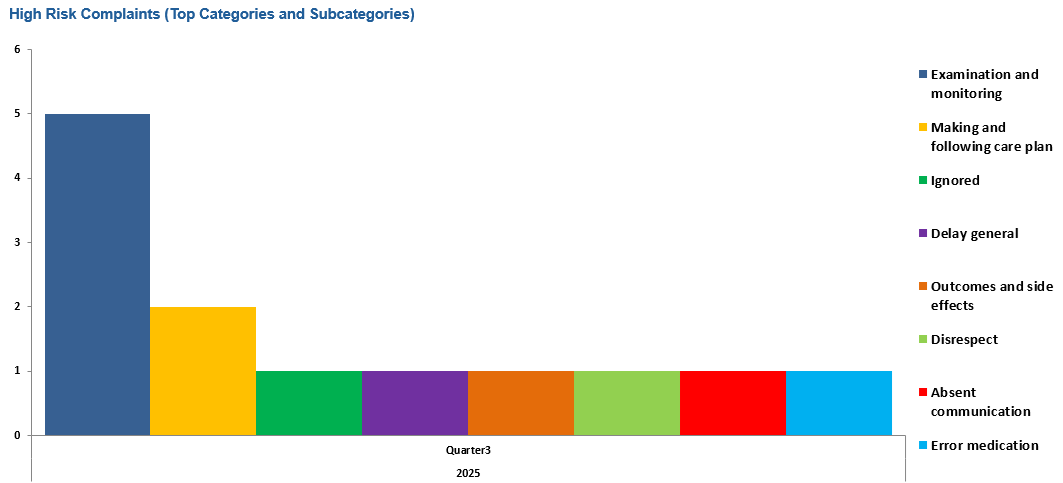 High Risk Complaints (Top Categories and Subcategories)
6
5
4
3
2
1
0
Quarter3
2025
Examination and
monitoring
Making and
following care plan
Ignored
Delay general
Outcomes and side
effects
Disrespect
Absent
communication
Error medication